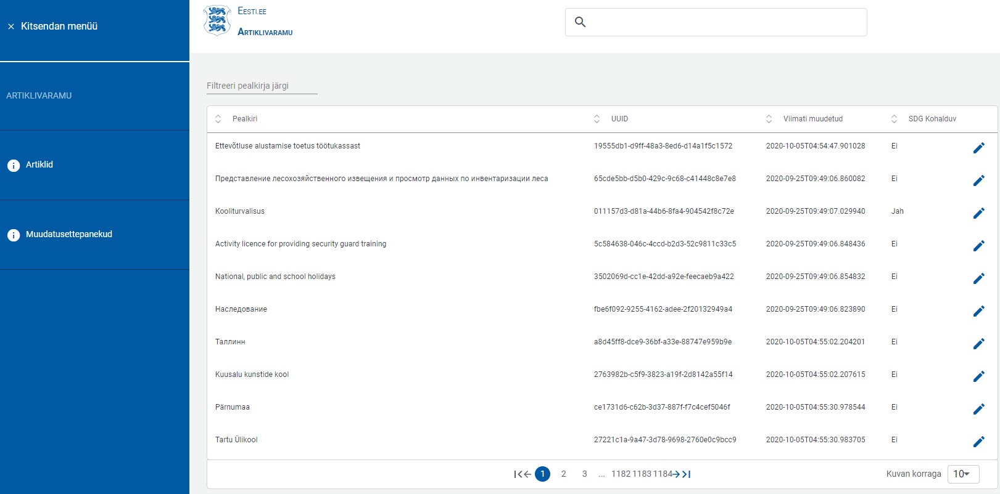 Kitsendan menüü
ARTIKLIVARAMU
Artiklid
Muudatusettepanekud
Eesti.ee
Artiklivaramu
Filtreeri pealkirja järgi
Pealkiri UUID Viimati muudetud SDG Kohalduv
Ettevõtluse alustamise toetus töötukassast 19555db1-d9ff-48a3-8ed6-d14a1f5c1572 2020-10-05T04:54:47.901028 Ei
Представление лесохозяйственного извещения и просмотр данных по инвентаризации леса 65cde5bb-d5b0-429c-9c68-c41448c8e7e8 2020-09-25T09:49:06.860082 Ei
Kooliturvalisus 011157d3-d81a-44b6-8fa4-904542f8c72e 2020-09-25T09:49:07.029940 Jah
Activity licence for providing security guard training 5c584638-046c-4ccd-b2d3-52c9811c33c5 2020-09-25T09:49:06.848436 Ei
National, public and school holidays 3502069d-cc1e-42dd-a92e-feecaeb9a422 2020-09-25T09:49:06.854832 Ei
Наследование fbe6f092-9255-4162-adee-2f20132949a4 2020-09-25T09:49:06.823890 Ei
Таллинн a8d45ff8-dce9-36bf-a33e-88747e959b9e 2020-10-05T04:55:02.204201 Ei
Kuusalu kunstide kool 2763982b-c5f9-3823-a19f-2d8142a55f14 2020-10-05T04:55:02.207615 Ei
Pärnumaa ce1731d6-c62b-3d37-887f-f7c4cef5046f 2020-10-05T04:55:30.978544 Ei
Tartu Ülikool 27221c1a-9a47-3d78-9698-2760e0c9bcc9 2020-10-05T04:55:30.983705 Ei
1 2 3 ... 1182 1183 1184 Kuvan korraga 10